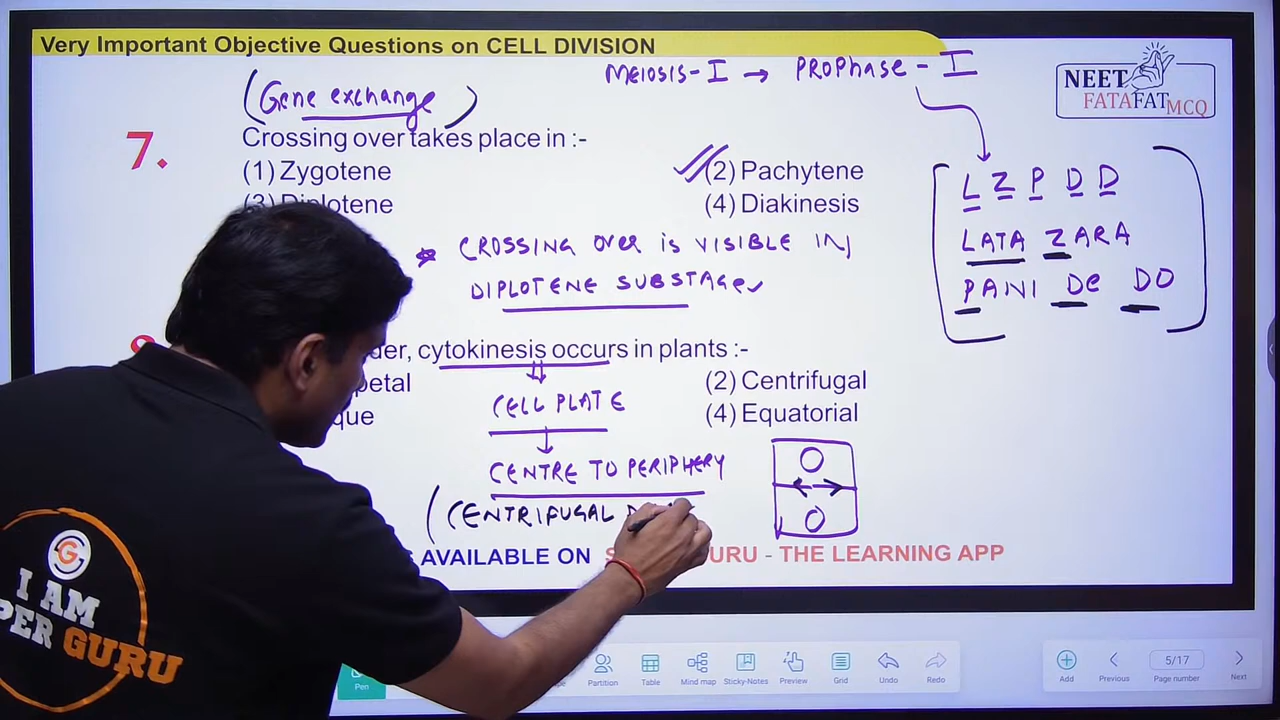 Very Important Objective Questions on CELL DIVISION
MEIOSIS-I → PROPhASE-I
NEET
FATAFAT MCQ
(Gene exchange)
7. Crossing over takes place in :-
(1) Zygotene
(2) Pachytene
(3) Diplotene
(4) Diakinesis
L Z P D D
LATA ZARA
PANI De DO
* CROSSING Over is VISIBLE IN
DIPLOTENE SUBSTAGE
cytokinesis occurs in plants :-
(2) Centrifugal
(4) Equatorial
CELL PLATE
CENTRE TO PERIPHERY
(CENTRIFUGAL
AVAILABLE ON
GURU - THE LEARNING APP
I AM
PER GURU
Pen
Partition
Table
Mind map
Sticky-Notes
Preview
Grid
Undo
Redo
Add
Previous
5/17
Page number
Next